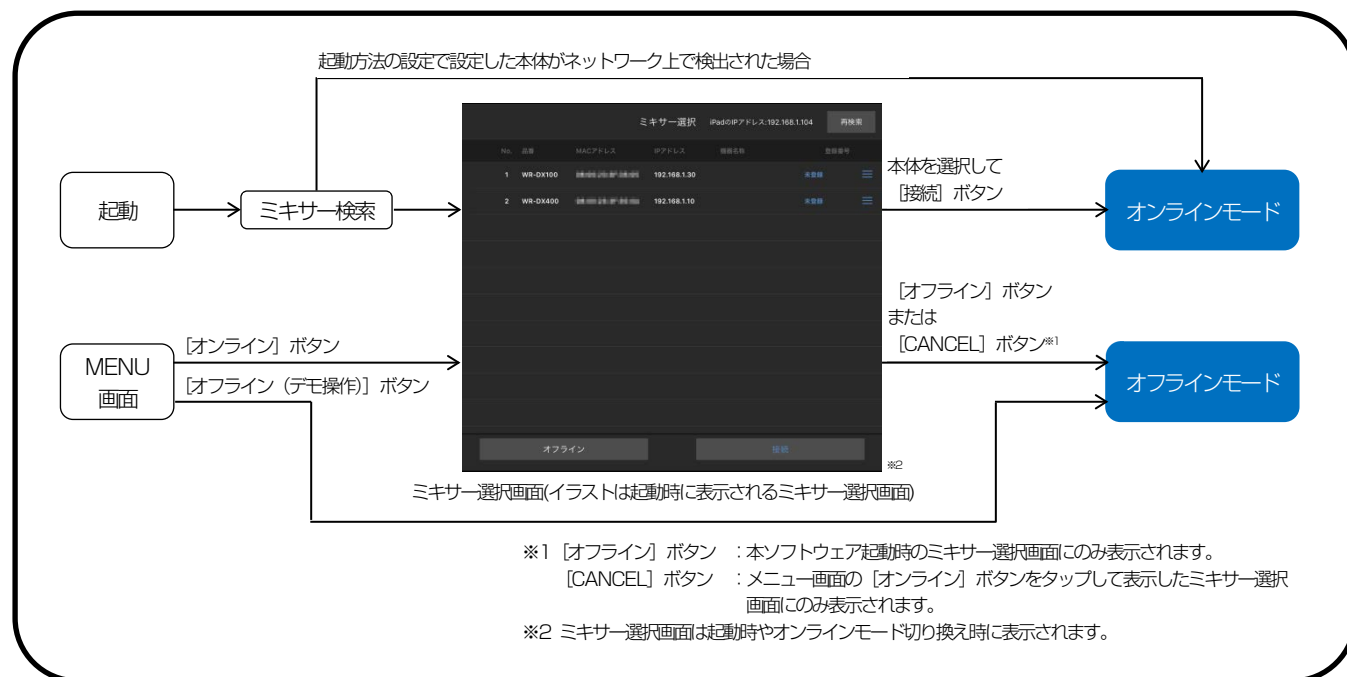 起動方法の設定で設定した本体がネットワーク上で検出された場合
ミキサー選択 iPadのIPアドレス:192.168.1.104 再検索
No. 品番 MACアドレス IPアドレス 機器名称 登録番号
1 WR-DX100 192.168.1.30 未登録
2 WR-DX400 192.168.1.10 未登録
起動
ミキサー検索
本体を選択して
［接続］ボタン
オンラインモード
［オフライン］ボタン
または
［CANCEL］ボタン※1
MENU
画面
［オンライン］ボタン
［オフライン（デモ操作）］ボタン
オフラインモード
オフライン 接続
※2
ミキサー選択画面(イラストは起動時に表示されるミキサー選択画面)
※1［オフライン］ボタン ：本ソフトウェア起動時のミキサー選択画面にのみ表示されます。
［CANCEL］ボタン ：メニュー画面の［オンライン］ボタンをタップして表示したミキサー選択
画面にのみ表示されます。
※2 ミキサー選択画面は起動時やオンラインモード切り換え時に表示されます。